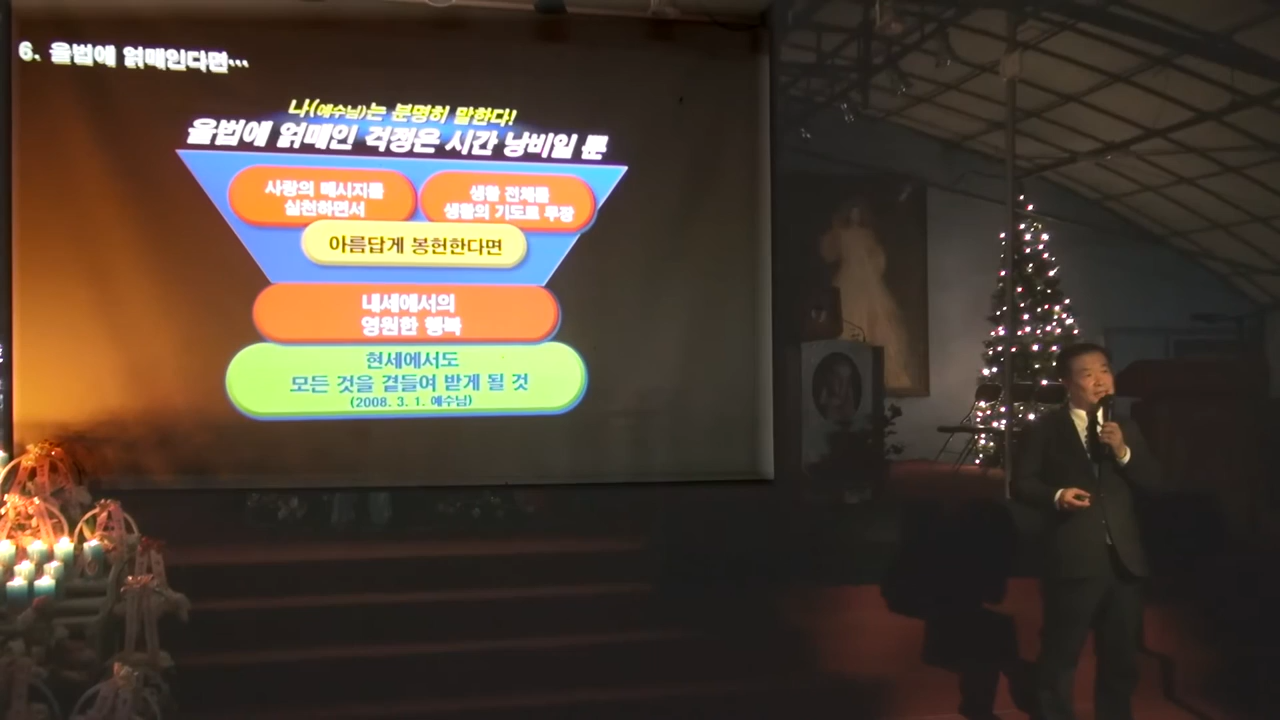 6. 율법에 얽매인다면…
나(예수님)는 분명히 말한다!
율법에 얽매인 걱정은 시간 낭비일 뿐
사랑의 메시지를
실천하면서
생활 전체를
생활의 기도로 무장
아름답게 봉헌한다면
내세에서의
영원한 행복
현세에서도
모든 것을 곁들여 받게 될 것
(2008. 3. 1. 예수님)